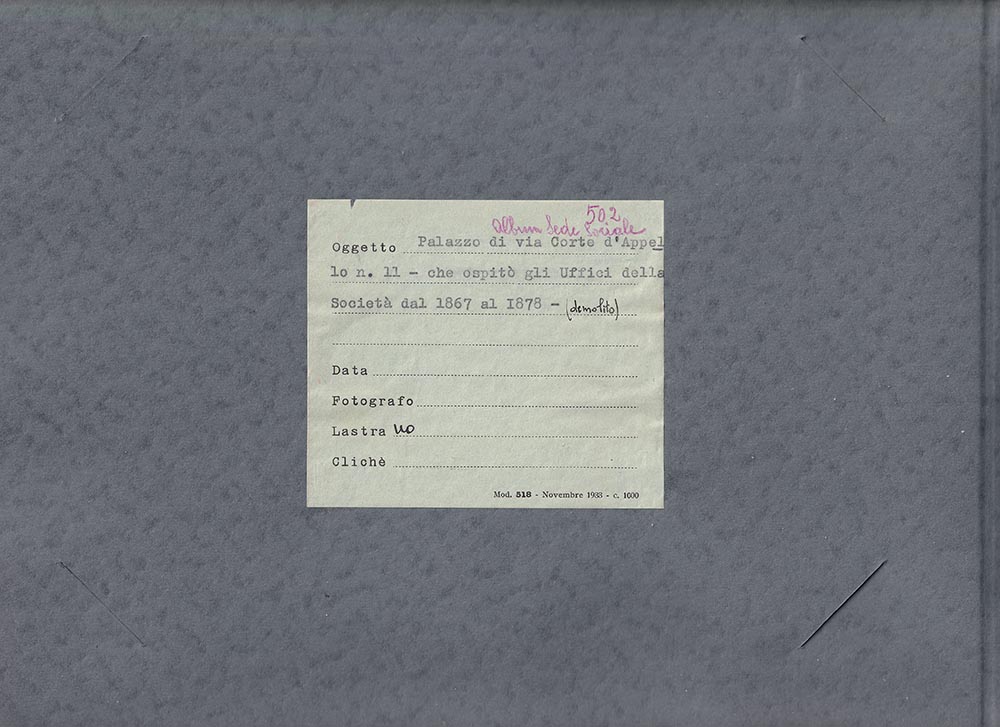 502
Album Sede Sociale
Oggetto Palazzo di via Corte d'Appel
lo n. 11 - che ospitò gli Uffici della
Società dal 1867 al I878 - (demolito)
Data
Fotografo
Lastra no
Clichè
Mod. 518 - Novembre 1933 - c. 1000